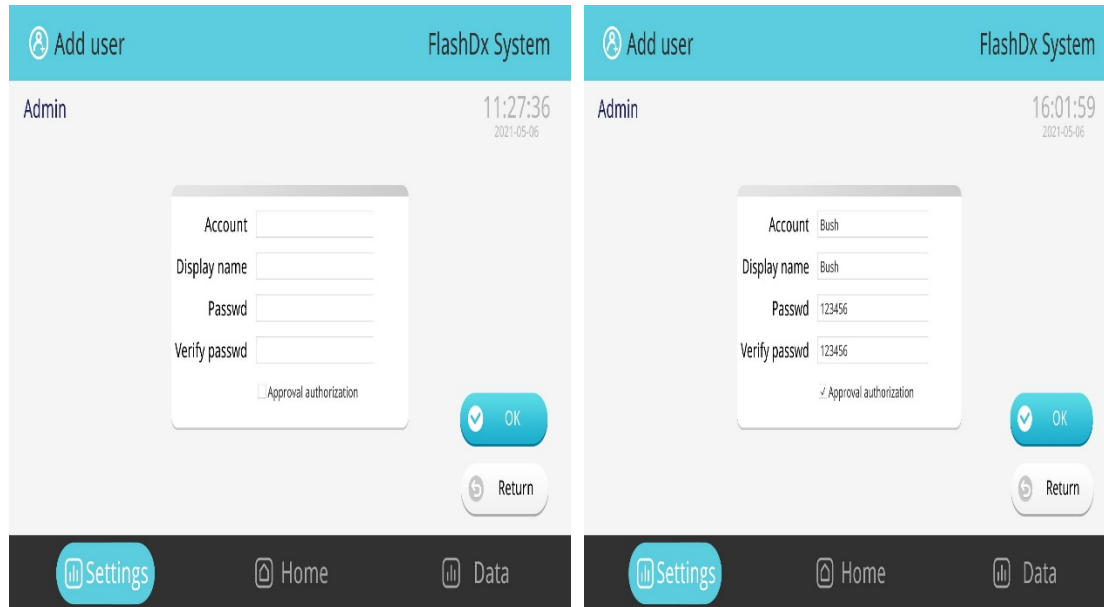 Add user FlashDx System
Admin 11:27:36
2021-05-06
Account
Display name
Passwd
Verify passwd
Approval authorization
OK
Return
Settings Home Data
Add user FlashDx System
Admin 16:01:59
2021-05-06
Account Bush
Display name Bush
Passwd 123456
Verify passwd 123456
Approval authorization
OK
Return
Settings Home Data